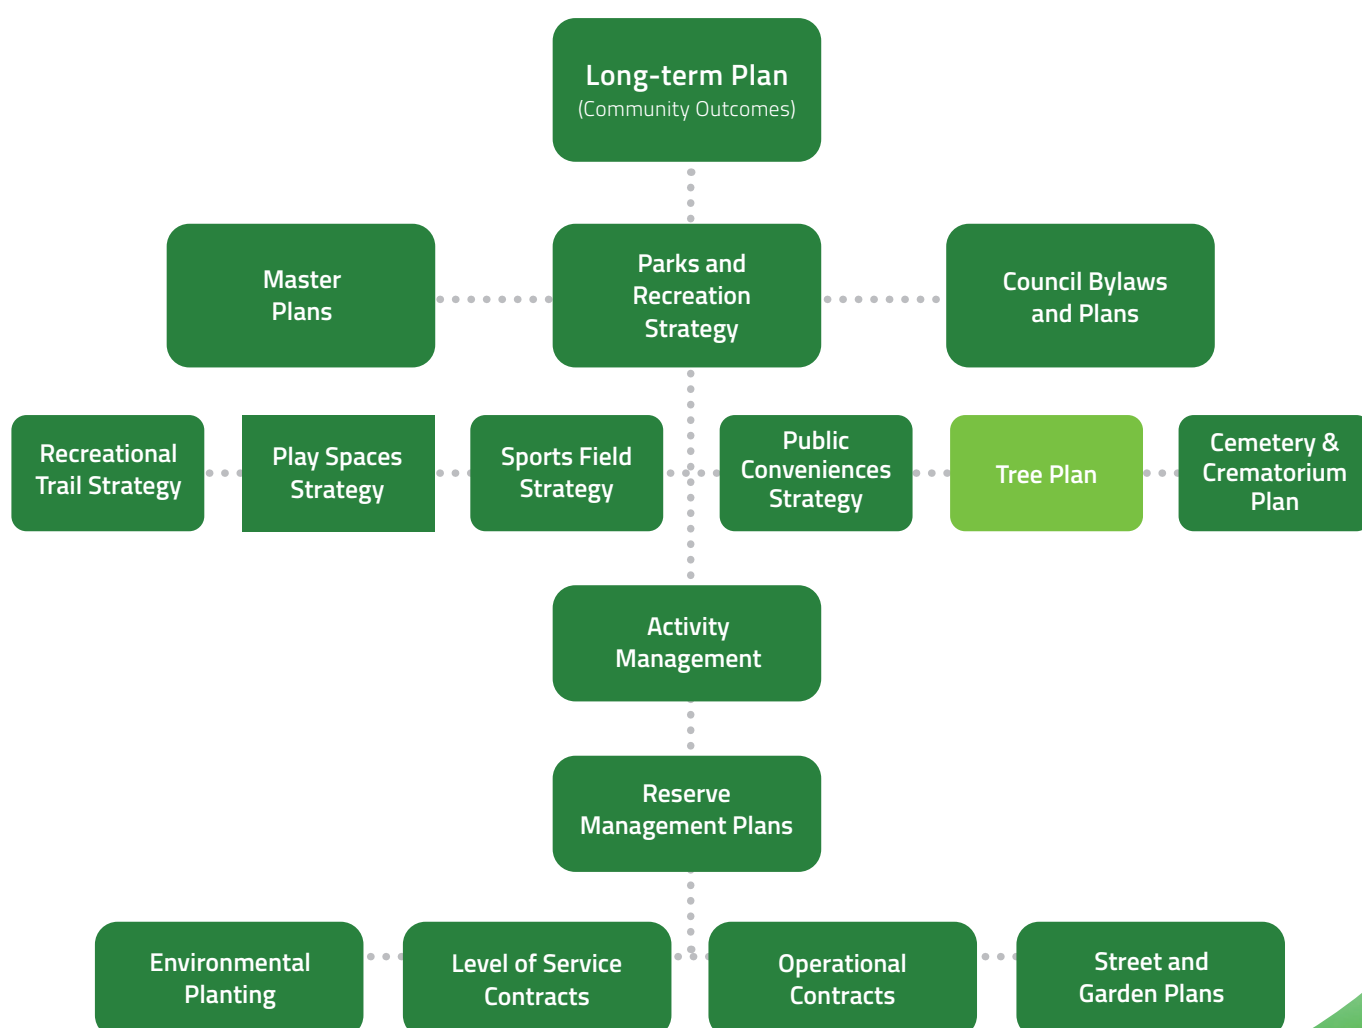 Long-term Plan
(Community Outcomes)
Master
Plans
Parks and
Recreation
Strategy
Council Bylaws
and Plans
Recreational
Trail Strategy
Play Spaces
Strategy
Sports Field
Strategy
Public
Conveniences
Strategy
Tree Plan
Cemetery &
Crematorium
Plan
Activity
Management
Reserve
Management Plans
Environmental
Planting
Level of Service
Contracts
Operational
Contracts
Street and
Garden Plans